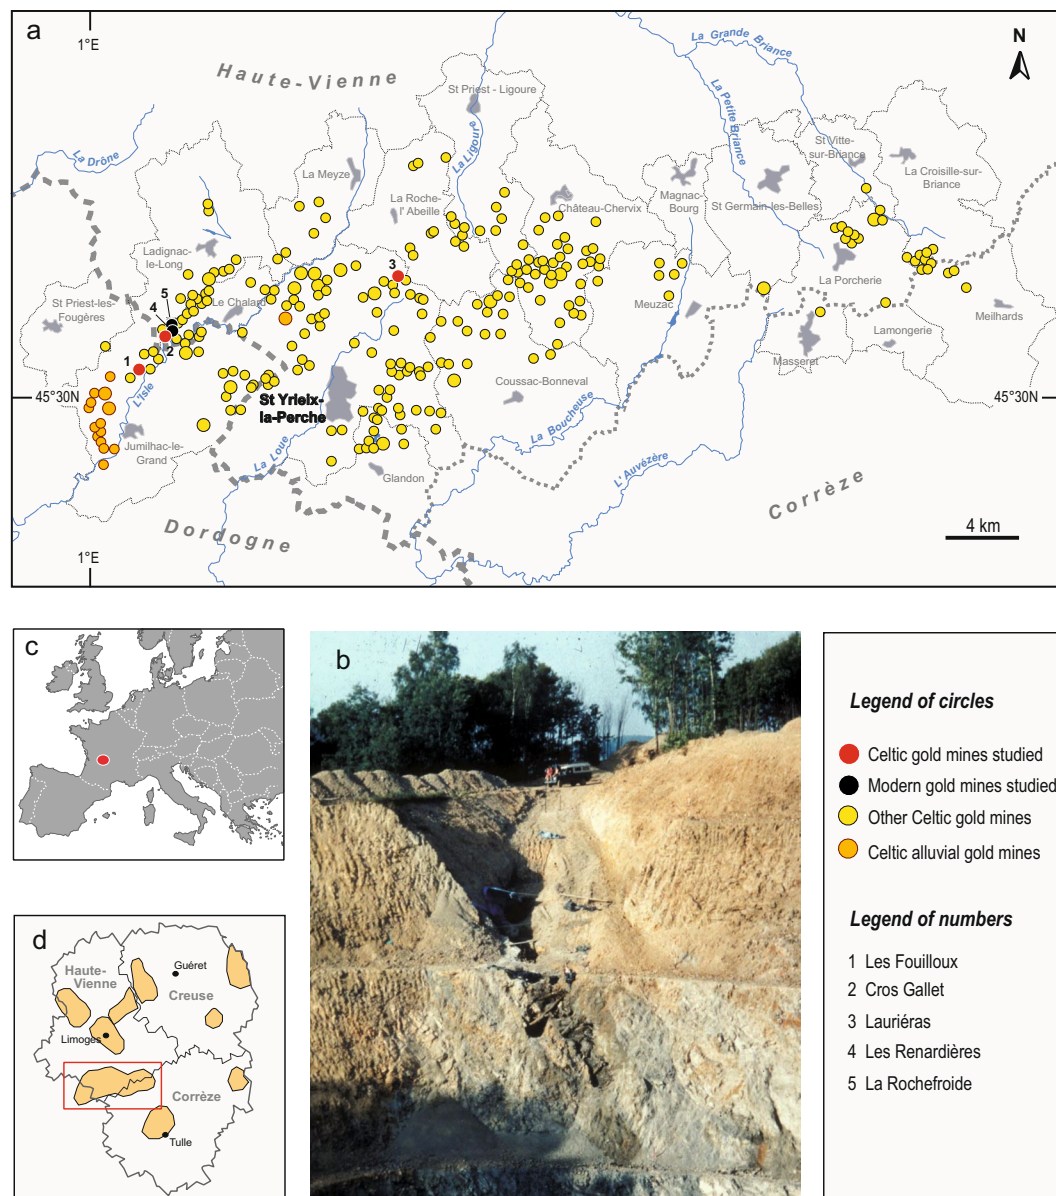 a
1°E
N
Haute-Vienne
La Grande Briance
La Petite Briance
La Drône
La Ligoure
St Priest - Ligoure
St Vitte-
sur-Briance
La Croisille-sur-
Briance
La Meyze
La Roche-
l' Abeille
Château-Chervix
Magnac-
Bourg
St Germain-les-Belles
Ladignac-
le-Long
3
La Porcherie
St Priest-les-
Fougères
5
4
Le Chalard
Meuzac
Meilhards
2
1
Lamongerie
Masseret
45°30N
L'Isle
St Yrieix-
la-Perche
Coussac-Bonneval
45°30N
La Boucheuse
Jumilhac-le-
Grand
La Loue
Glandon
L'Auvézère
Corrèze
Dordogne
4 km
1°E
c
b
Legend of circles
Celtic gold mines studied
Modern gold mines studied
Other Celtic gold mines
Celtic alluvial gold mines
Legend of numbers
1 Les Fouilloux
2 Cros Gallet
3 Lauriéras
4 Les Renardières
5 La Rochefroide
d
Haute-
Vienne
Guéret
Creuse
Limoges
Corrèze
Tulle